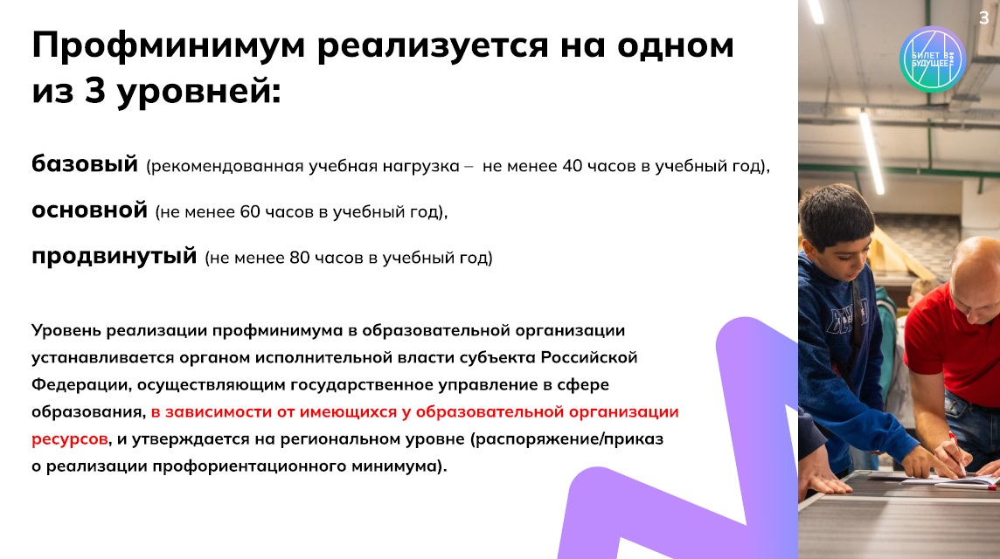 3
Профминимум реализуется на одном
из 3 уровней:
БИЛЕТ В
БУДУЩЕЕ
базовый (рекомендованная учебная нагрузка – не менее 40 часов в учебный год),
основной (не менее 60 часов в учебный год),
продвинутый (не менее 80 часов в учебный год)
Уровень реализации профминимума в образовательной организации
устанавливается органом исполнительной власти субъекта Российской
Федерации, осуществляющим государственное управление в сфере
образования, в зависимости от имеющихся у образовательной организации
ресурсов, и утверждается на региональном уровне (распоряжение/приказ
о реализации профориентационного минимума).